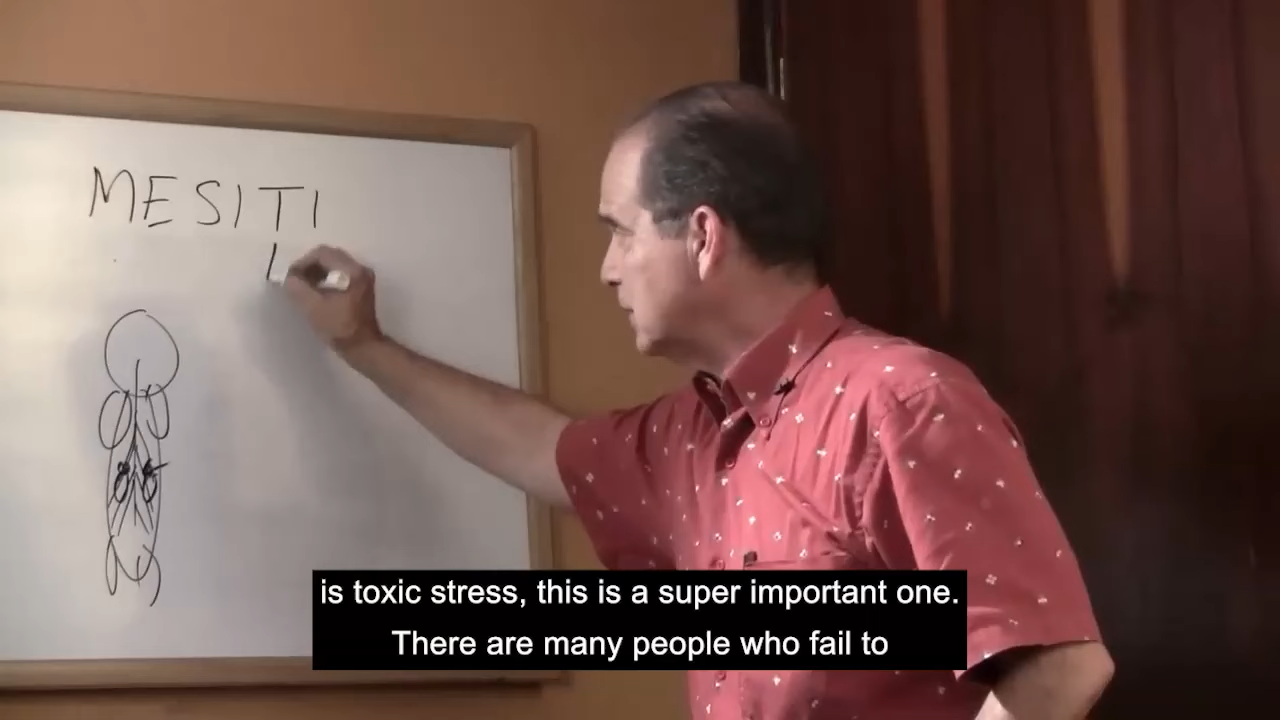 MESITI
is toxic stress, this is a super important one.
There are many people who fail to